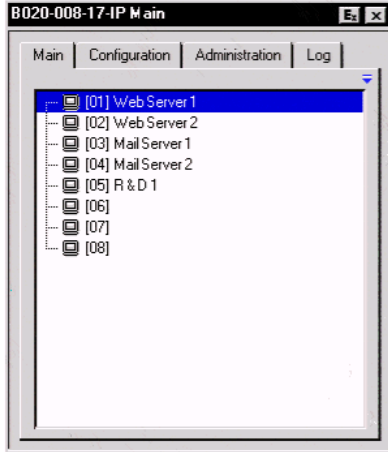 B020-008-17-IP Main Ex X
Main Configuration Administration Log
[01] Web Server 1
[02] Web Server 2
[03] Mail Server 1
[04] Mail Server 2
[05] R & D 1
[06]
[07]
[08]